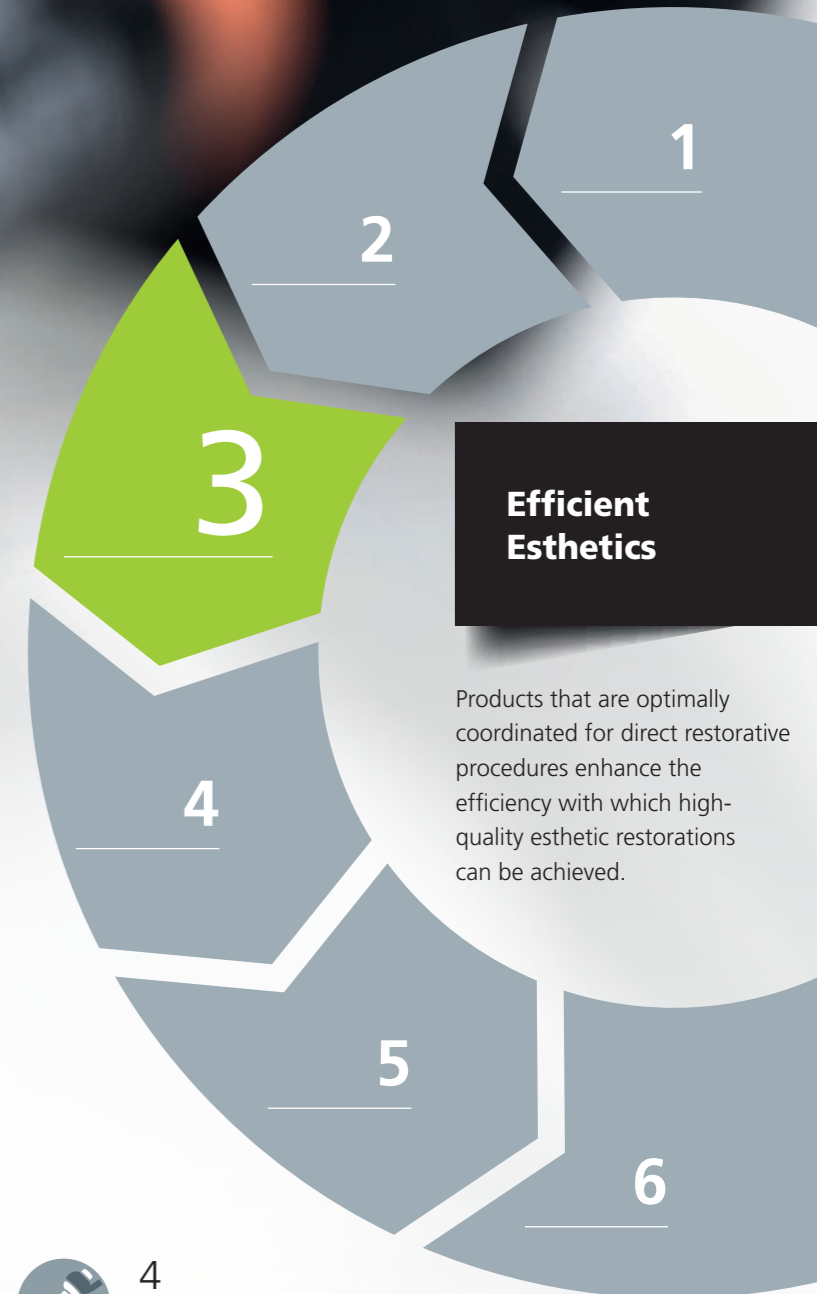 1
2
3
Efficient
Esthetics
Products that are optimally
coordinated for direct restorative
procedures enhance the
efficiency with which high-
quality esthetic restorations
can be achieved.
4
5
6
4